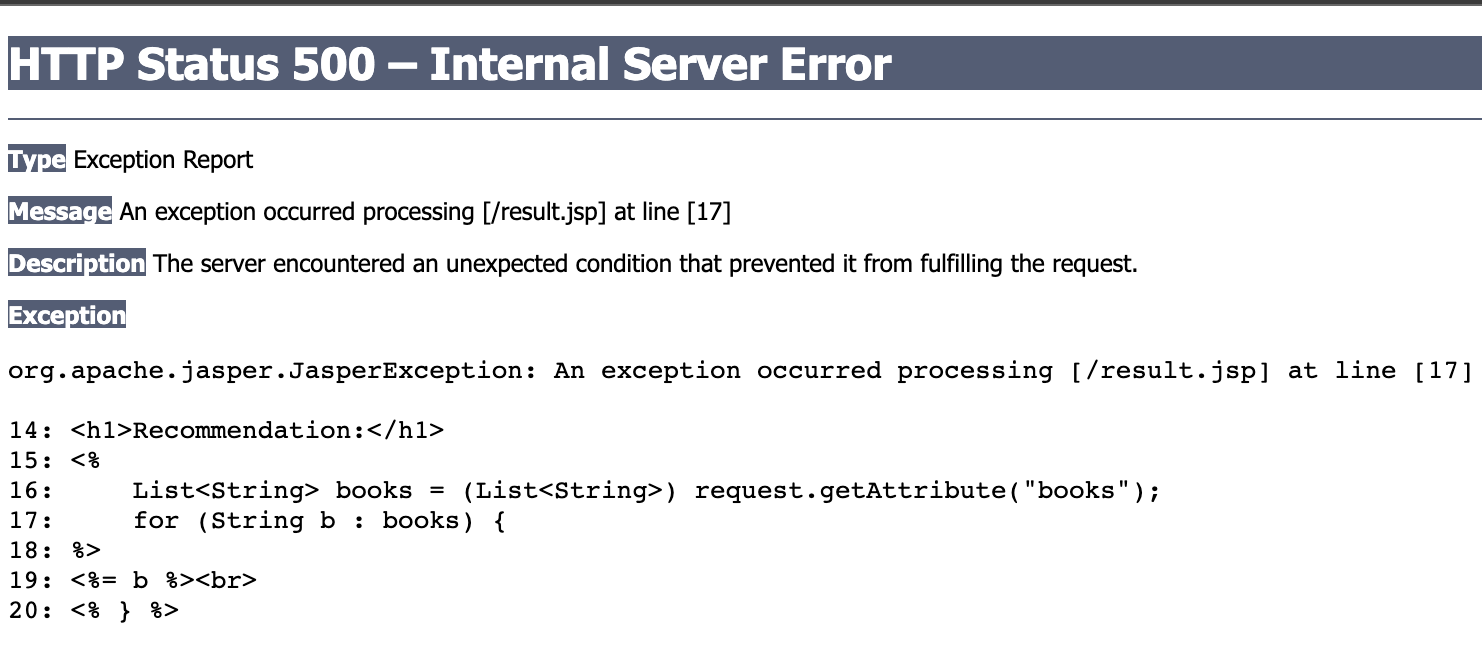 HTTP Status 500 – Internal Server Error
Type Exception Report
Message An exception occurred processing [/result.jsp] at line [17]
Description The server encountered an unexpected condition that prevented it from fulfilling the request.
Exception
org.apache.jasper.JasperException: An exception occurred processing [/result.jsp] at line [17]
14: <h1>Recommendation:</h1>
15: <%
16:     List<String> books = (List<String>) request.getAttribute("books");
17:     for (String b : books) {
18: %>
19: <%= b %><br>
20: <% } %>